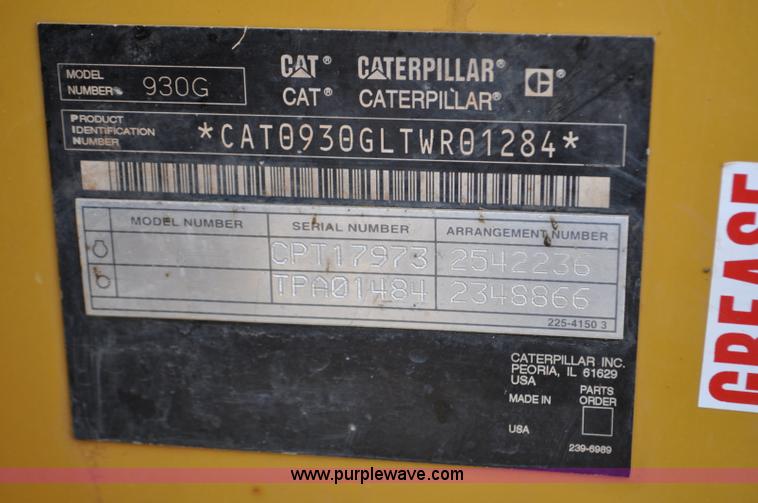 MODEL NUMBER 930G
CAT® CATERPILLAR® C®
CAT® CATERPILLAR®
PRODUCT IDENTIFICATION NUMBER *CAT0930GLTWR01284*
MODEL NUMBER SERIAL NUMBER ARRANGEMENT NUMBER
CPT17973 2542236
TPA01484 2348866
225-4150 3
CATERPILLAR INC.
PEORIA, IL 61629
USA
MADE IN PARTS ORDER
USA
239-6989
GREASE
www.purplewave.com